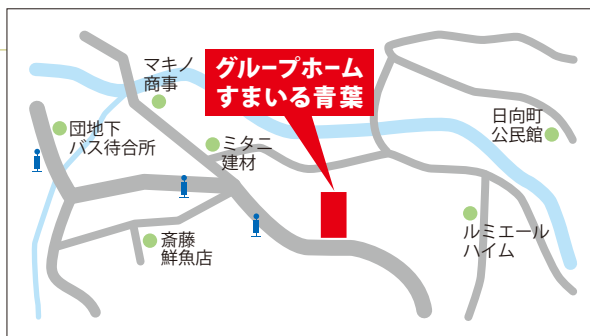 マキノ
商事
グループホーム
すまいる青葉
団地下
バス待合所
ミタニ
建材
日向町
公民館
斎藤
鮮魚店
ルミエール
ハイム